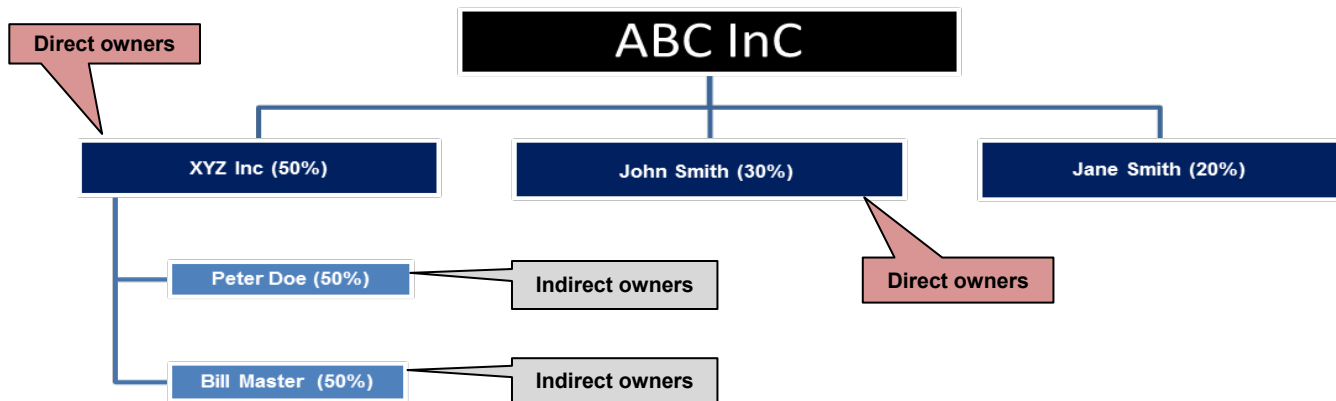 ABC InC
Direct owners
XYZ Inc (50%)
John Smith (30%)
Jane Smith (20%)
Peter Doe (50%)
Indirect owners
Direct owners
Bill Master (50%)
Indirect owners